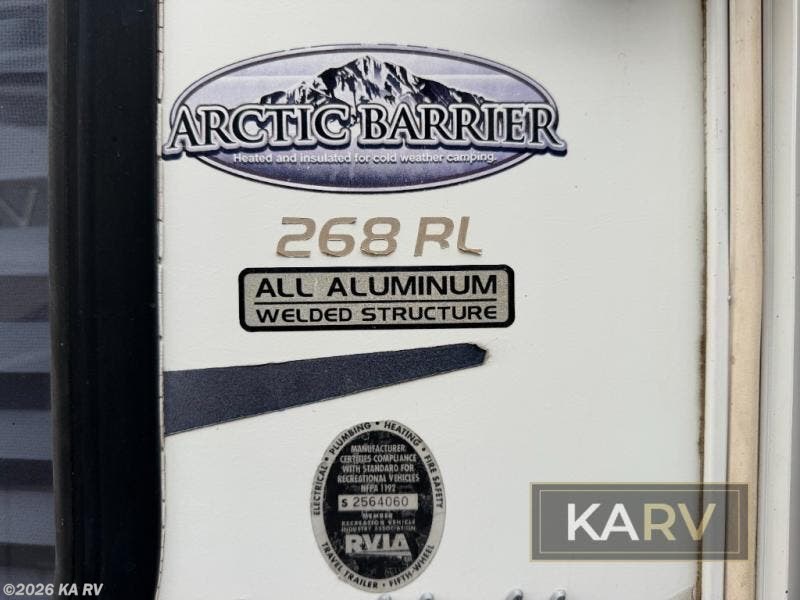 ARCTIC BARRIER
Heated and insulated for cold weather camping.
268 RL
ALL ALUMINUM
WELDED STRUCTURE
ELECTRICAL • PLUMBING • HEATING • FIRE SAFETY
MANUFACTURER
CERTIFIES COMPLIANCE
WITH STANDARD FOR
RECREATIONAL VEHICLES
NFPA 1192
S 2564060
MEMBER
RECREATION VEHICLE
INDUSTRY ASSOCIATION
RVIA
TRAVEL TRAILER • FIFTH-WHEEL
KARV
©2026 KA RV